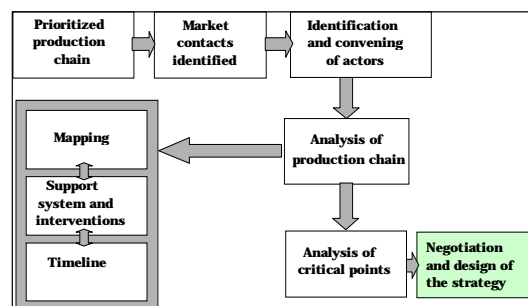 Prioritized
production
chain
Market
contacts
identified
Identification
and convening
of actors
Mapping
Support
system and
interventions
Timeline
Analysis of
production chain
Analysis of
critical points
Negotiation
and design of
the strategy